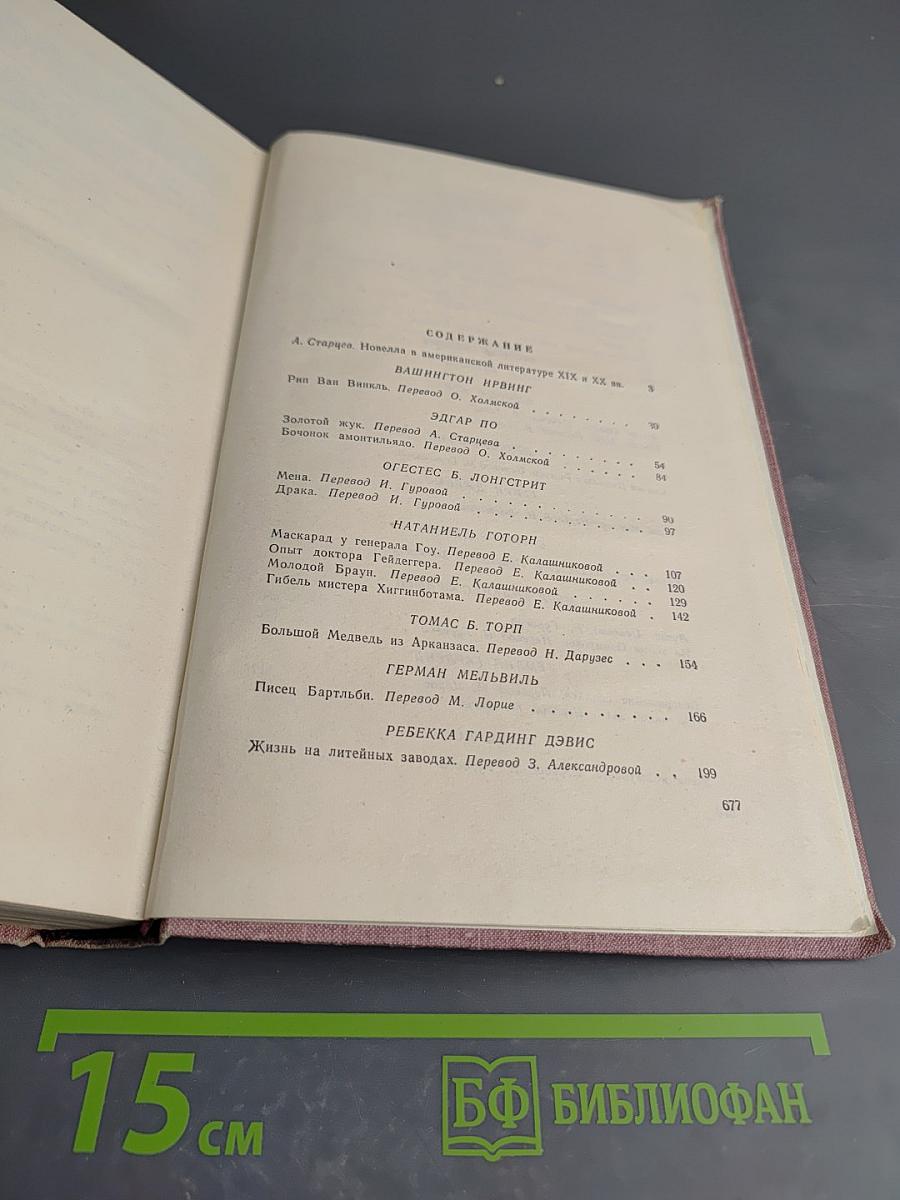 СОДЕРЖАНИЕ
А. Старцев. Новелла в американской литературе XIX и XX вв. 3
ВАШИНГТОН ИРВИНГ
Рип Ван Винкль. Перевод О. Холмской . . . . . . . . 39
ЭДГАР ПО
Золотой жук. Перевод А. Старцева . . . . . . . . . 54
Бочонок амонтильядо. Перевод О. Холмской . . . . . . 84
ОГЕСТЕС Б. ЛОНГСТРИТ
Мена. Перевод И. Гуровой . . . . . . . . . . . 90
Драка. Перевод И. Гуровой . . . . . . . . . . 97
НАТАНИЕЛЬ ГОТОРН
Маскарад у генерала Гоу. Перевод Е. Калашниковой . . . 107
Опыт доктора Гейдеггера. Перевод Е. Калашниковой . . 120
Молодой Браун. Перевод Е. Калашниковой . . . . . . 129
Гибель мистера Хиггинботама. Перевод Е. Калашниковой . 142
ТОМАС Б. ТОРП
Большой Медведь из Арканзаса. Перевод Н. Дарузес . . . 154
ГЕРМАН МЕЛЬВИЛЬ
Писец Бартльби. Перевод М. Лорие . . . . . . . . . 166
РЕБЕККА ГАРДИНГ ДЭВИС
Жизнь на литейных заводах. Перевод З. Александровой . . 199
677
15 см
БФ БИБЛИОФАН